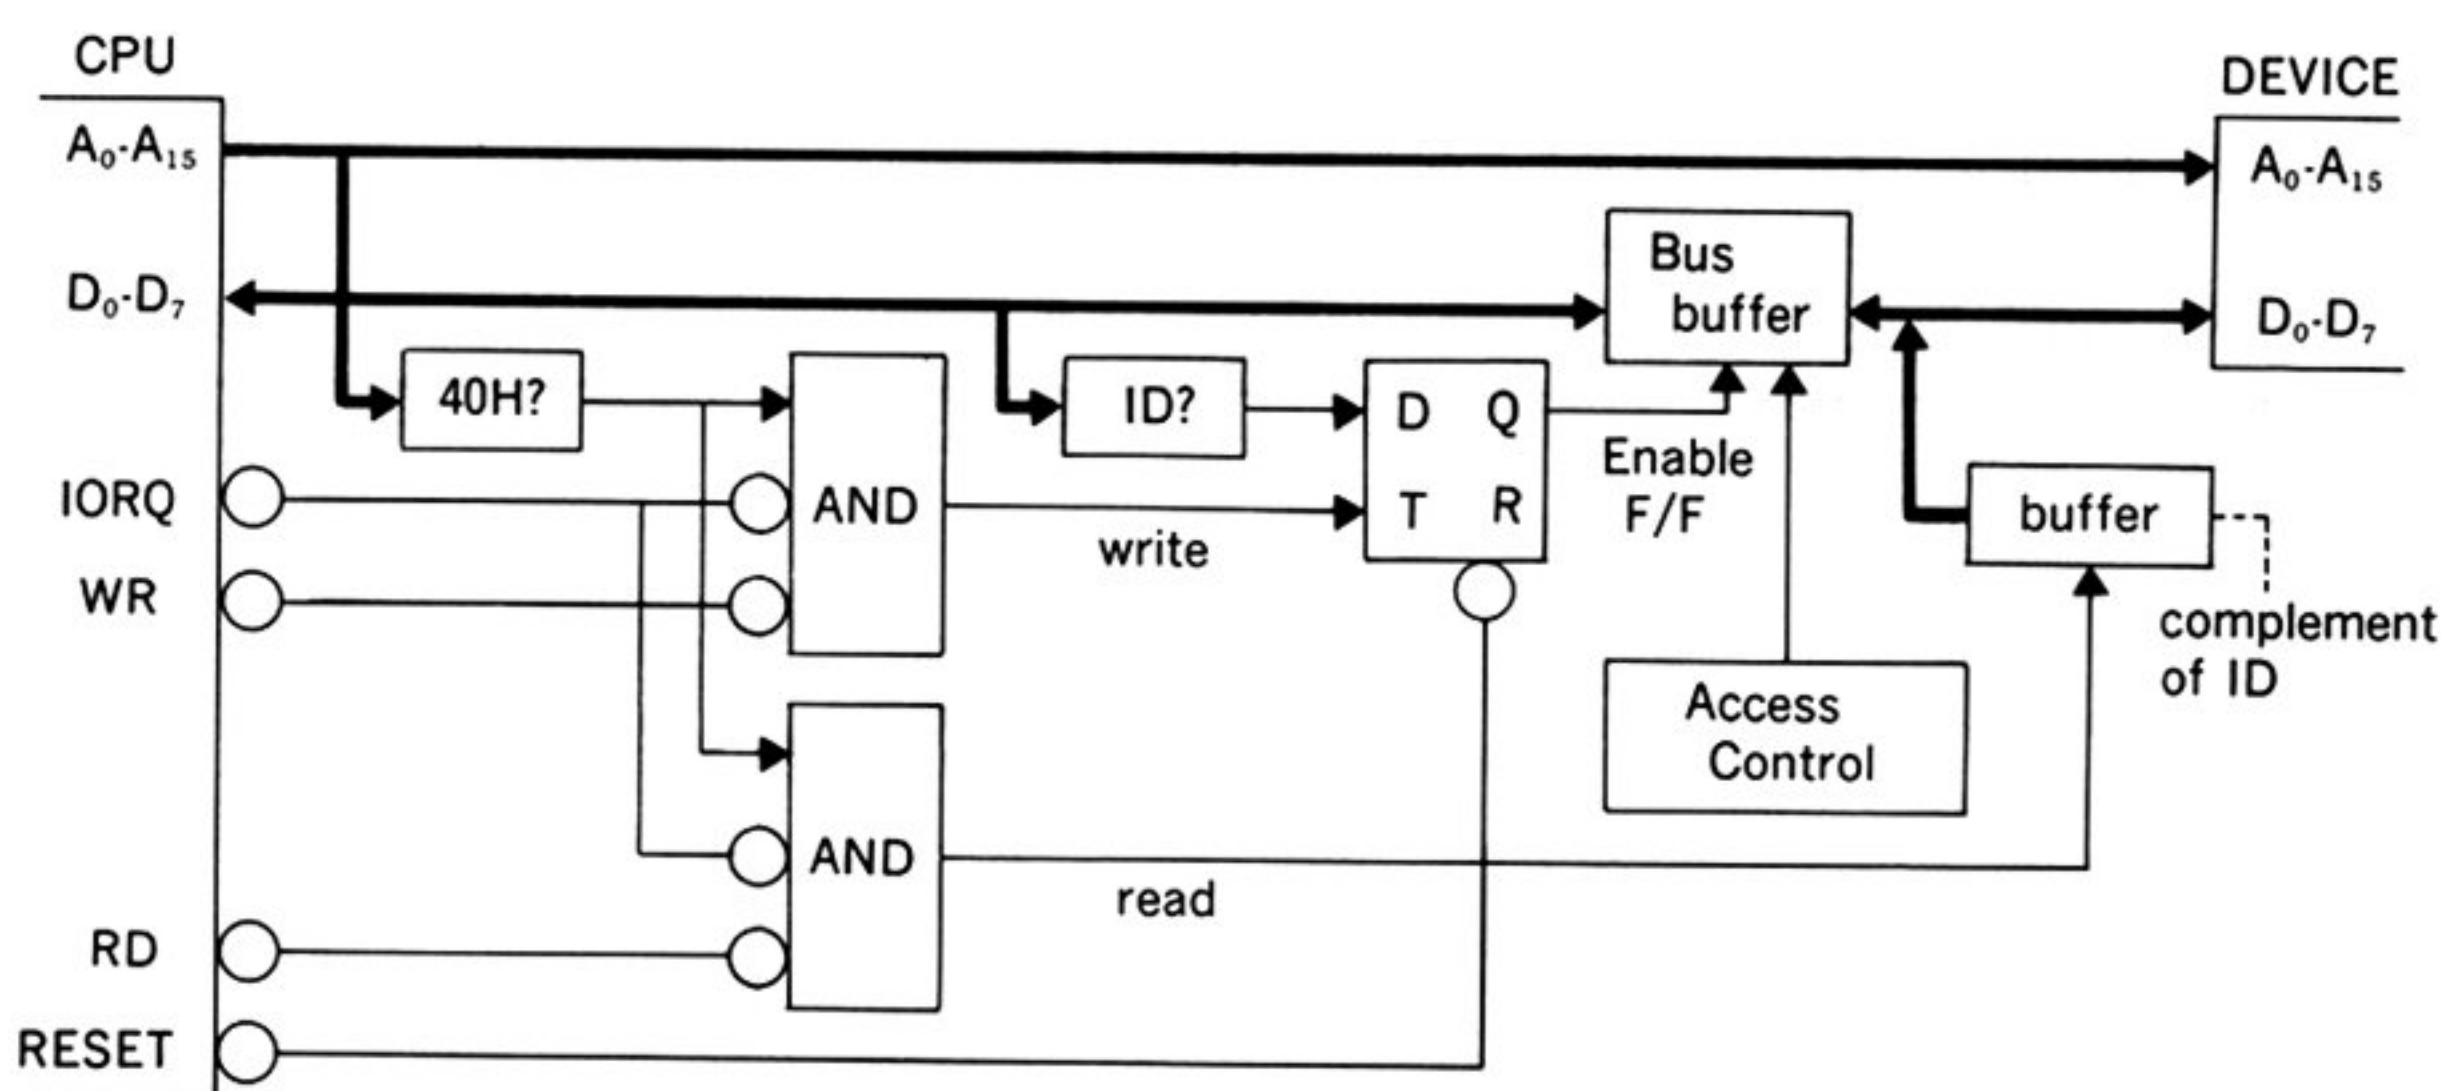 CPU
DEVICE
A₀-A₁₅
A₀-A₁₅
Bus
buffer
D₀-D₇
D₀-D₇
40H?
ID?
D Q
T R
Enable
F/F
IORQ
AND
write
buffer
WR
complement
of ID
Access
Control
AND
read
RD
RESET